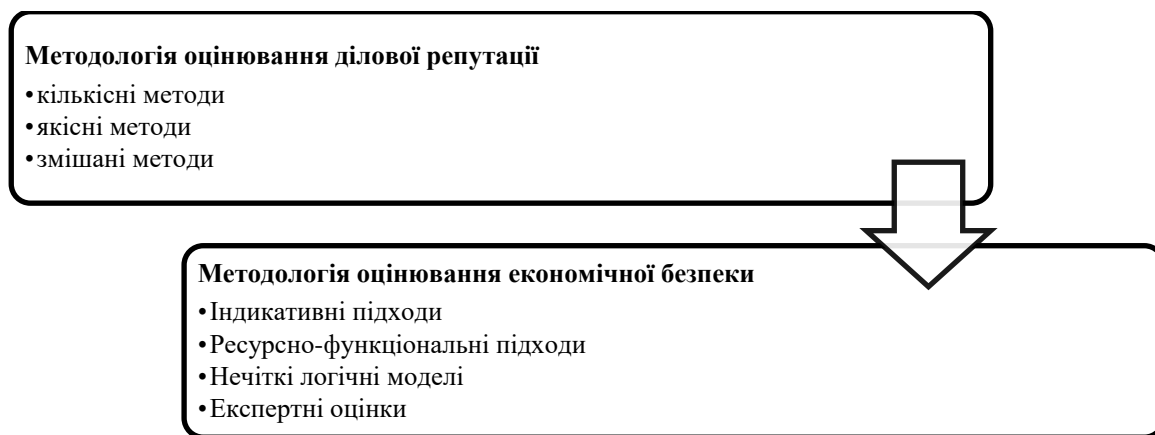 Методологія оцінювання ділової репутації
•кількісні методи
•якісні методи
•змішані методи
Методологія оцінювання економічної безпеки
•Індикативні підходи
•Ресурсно-функціональні підходи
•Нечіткі логічні моделі
•Експертні оцінки